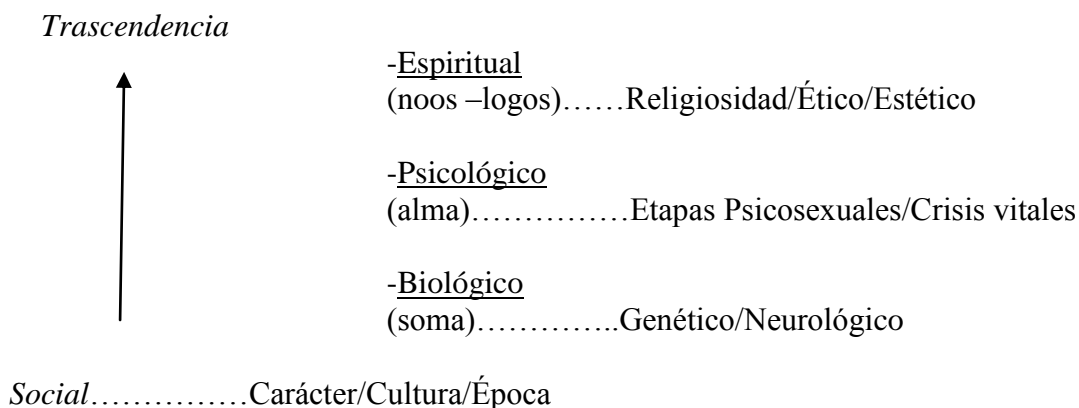 Trascendencia
-Espiritual
(noos –logos)……Religiosidad/Ético/Estético
-Psicológico
(alma)……………Etapas Psicosexuales/Crisis vitales
-Biológico
(soma)…………..Genético/Neurológico
Social……………Carácter/Cultura/Época